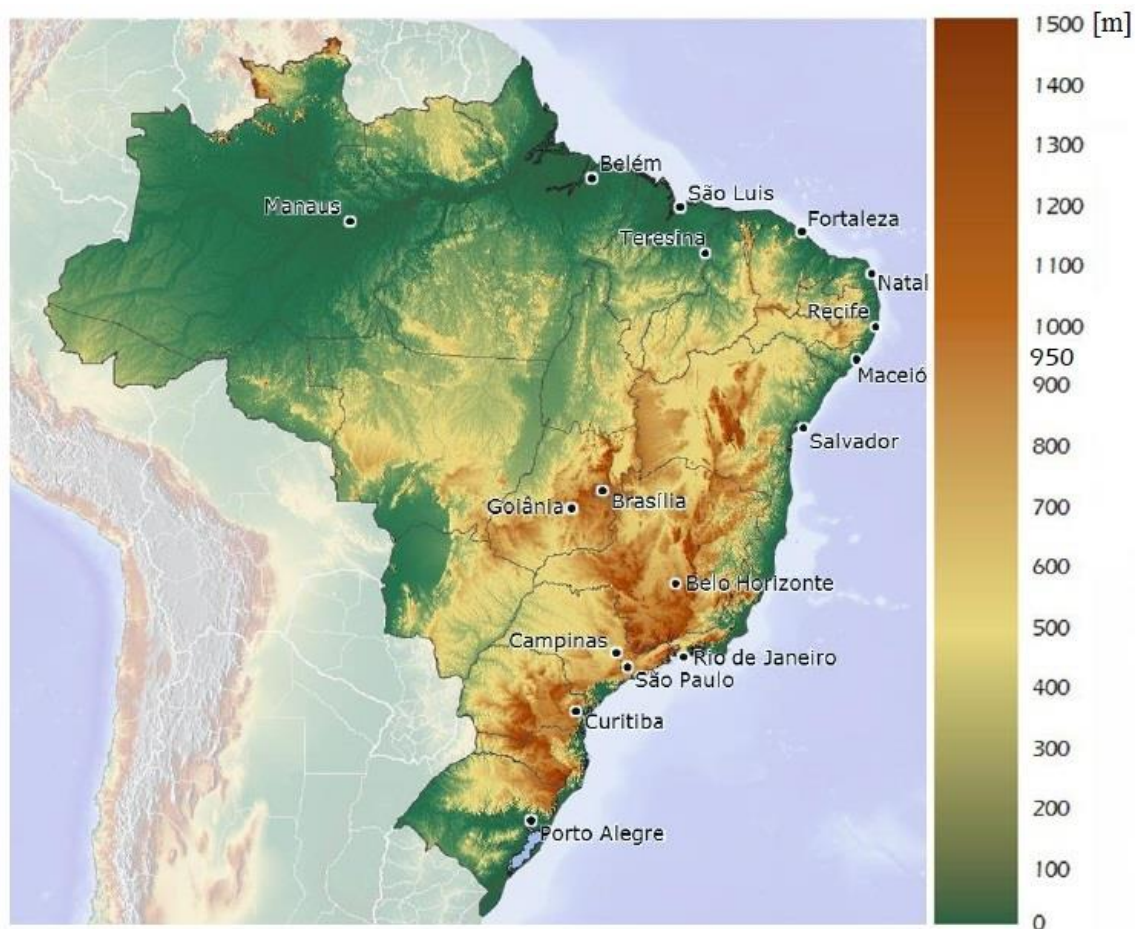 1500 [m]
1400
1300
Belém
São Luis
Manaus
1200
Fortaleza
Teresina
1100
Natal
Recife
1000
950
Maceió
900
Salvador
800
Goiânia
Brasília
700
600
Belo Horizonte
Campinas
Rio de Janeiro
500
São Paulo
400
Curitiba
300
200
Porto Alegre
100
0